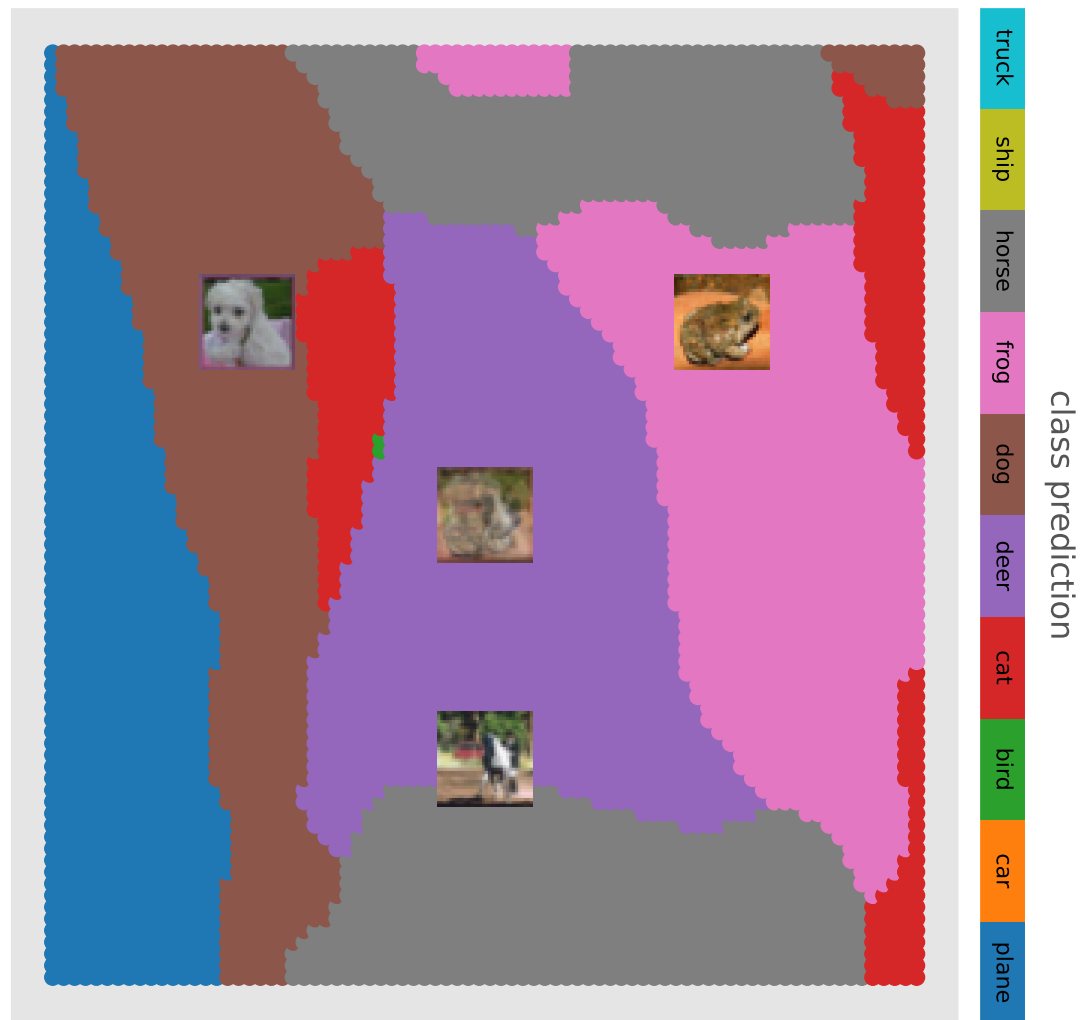 truck
ship
horse
frog
dog
deer
cat
bird
car
plane
class prediction